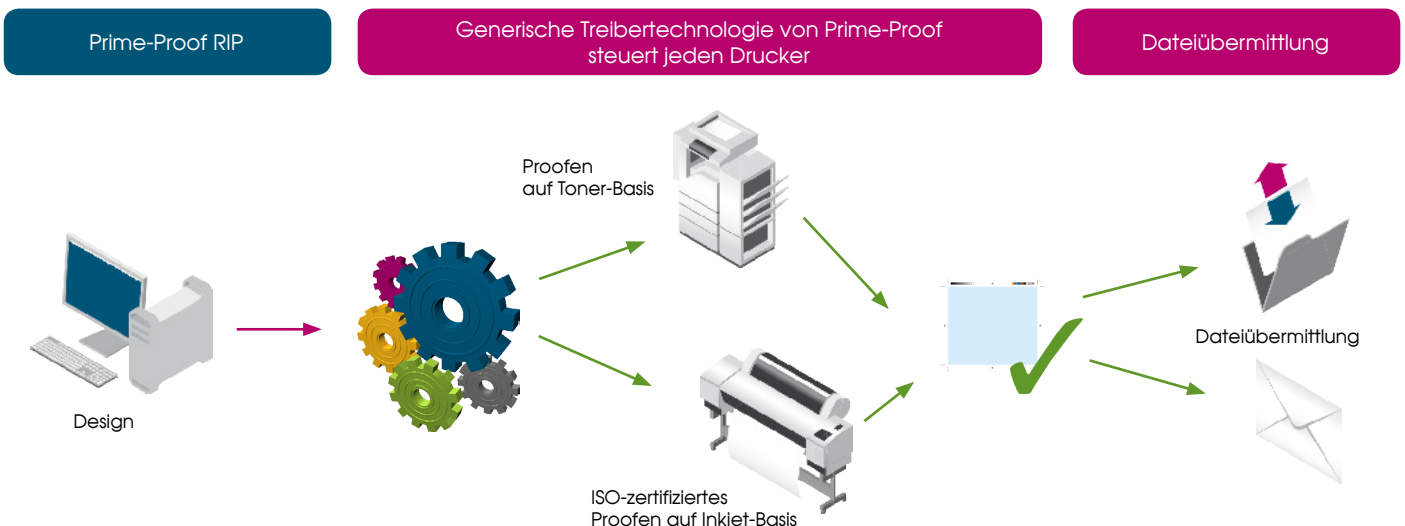 Prime-Proof RIP
Generische Treibertechnologie von Prime-Proof
steuert jeden Drucker
Dateiübermittlung
Proofen
auf Toner-Basis
Design
Dateiübermittlung
ISO-zertifiziertes
Proofen auf Inkjet-Basis